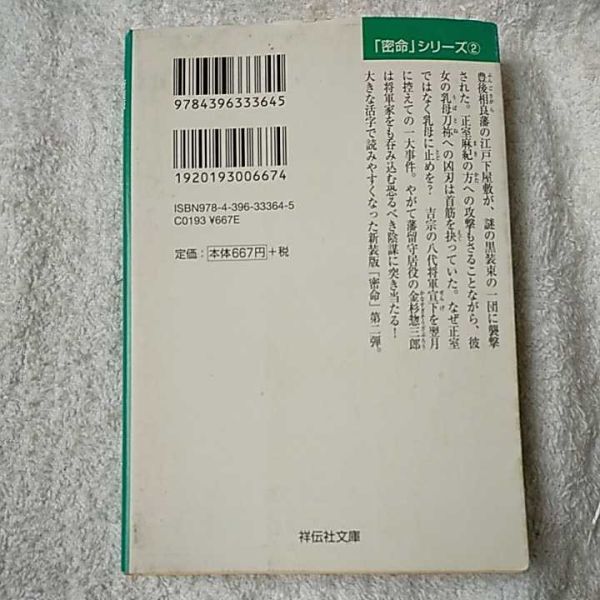 「密命」シリーズ②
豊後相良藩の江戸下屋敷が、謎の黒装束の一団に襲撃
された。正室麻紀の方への攻撃もさることながら、彼
女の乳母刀祢への凶刃は首筋を抉っていた。なぜ正室
ではなく乳母に止めを？　吉宗の八代将軍宣下を翌月
に控えての一大事件。やがて藩留守居役の金杉惣三郎
は将軍家をも呑み込む恐るべき陰謀に突き当たる！
大きな活字で読みやすくなった新装版「密命」第二弾。
9784396333645
1920193006674
ISBN978-4-396-33364-5
C0193 ¥667E
定価：本体667円＋税
祥伝社文庫